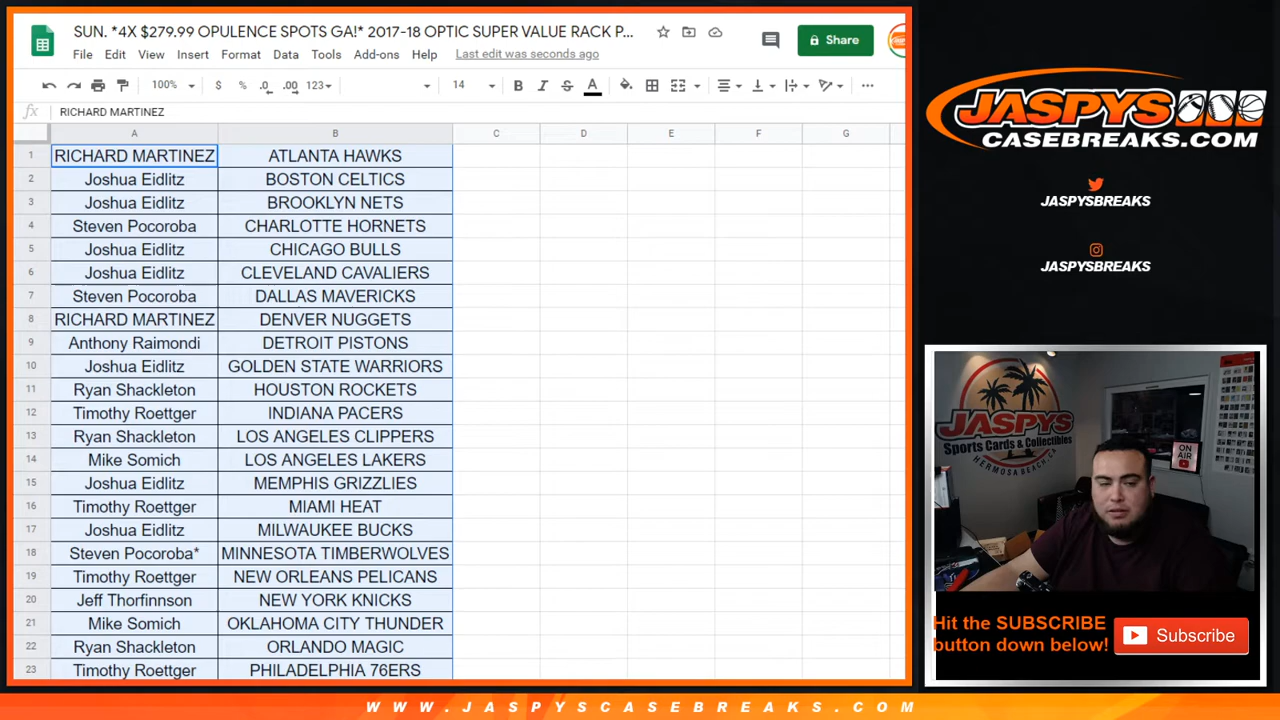 SUN. *4X $279.99 OPULENCE SPOTS GA!* 2017-18 OPTIC SUPER VALUE RACK P...
Share
File Edit View Insert Format Data Tools Add-ons Help Last edit was seconds ago
100% $ % .0 .00 123 14 B I S A
fx RICHARD MARTINEZ
A B C D E F G
1 RICHARD MARTINEZ ATLANTA HAWKS
2 Joshua Eidlitz BOSTON CELTICS
3 Joshua Eidlitz BROOKLYN NETS
4 Steven Pocoroba CHARLOTTE HORNETS
5 Joshua Eidlitz CHICAGO BULLS
6 Joshua Eidlitz CLEVELAND CAVALIERS
7 Steven Pocoroba DALLAS MAVERICKS
8 RICHARD MARTINEZ DENVER NUGGETS
9 Anthony Raimondi DETROIT PISTONS
10 Joshua Eidlitz GOLDEN STATE WARRIORS
11 Ryan Shackleton HOUSTON ROCKETS
12 Timothy Roettger INDIANA PACERS
13 Ryan Shackleton LOS ANGELES CLIPPERS
14 Mike Somich LOS ANGELES LAKERS
15 Joshua Eidlitz MEMPHIS GRIZZLIES
16 Timothy Roettger MIAMI HEAT
17 Joshua Eidlitz MILWAUKEE BUCKS
18 Steven Pocoroba* MINNESOTA TIMBERWOLVES
19 Timothy Roettger NEW ORLEANS PELICANS
20 Jeff Thorfinnson NEW YORK KNICKS
21 Mike Somich OKLAHOMA CITY THUNDER
22 Ryan Shackleton ORLANDO MAGIC
23 Timothy Roettger PHILADELPHIA 76ERS
JASPYS
CASEBREAKS.COM
JASPYSBREAKS
JASPYSBREAKS
JASPYS
Sports Cards & Collectibles
HERMOSA BEACH, CA
ON AIR
Hit the SUBSCRIBE
button down below!
Subscribe
WWW.JASPYSCASEBREAKS.COM